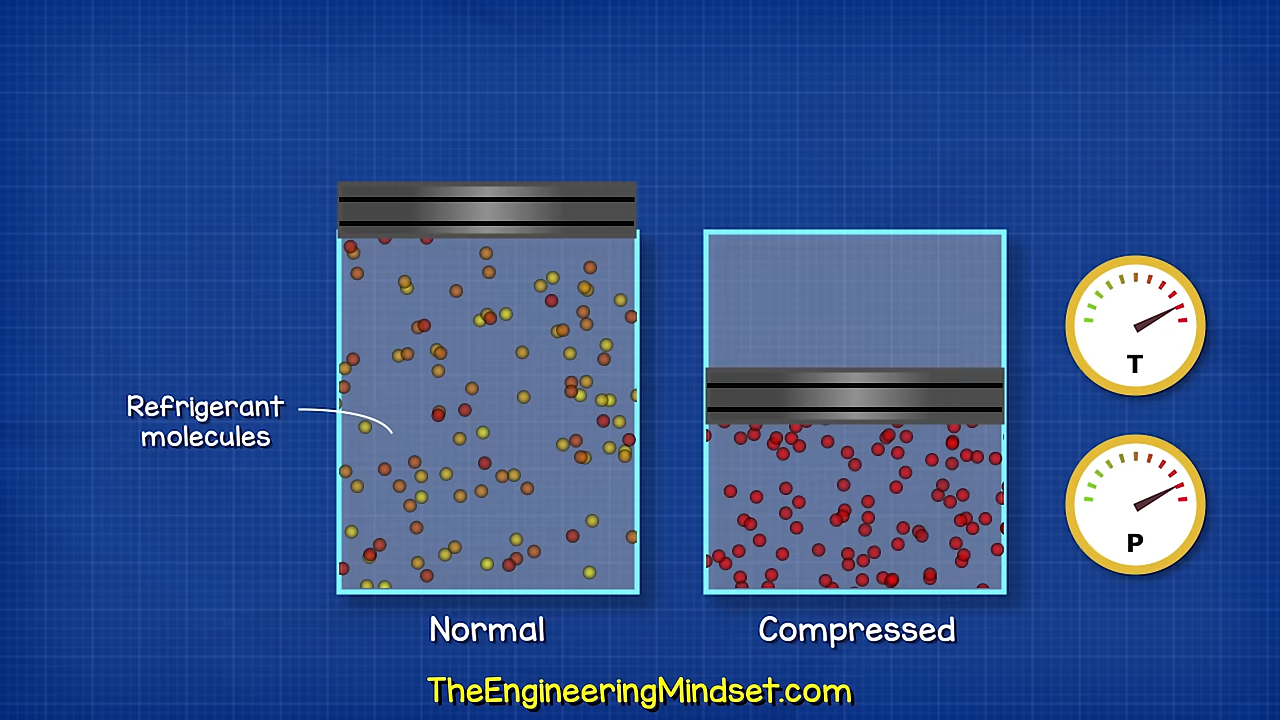 Refrigerant
molecules
T
P
Normal
Compressed
TheEngineeringMindset.com